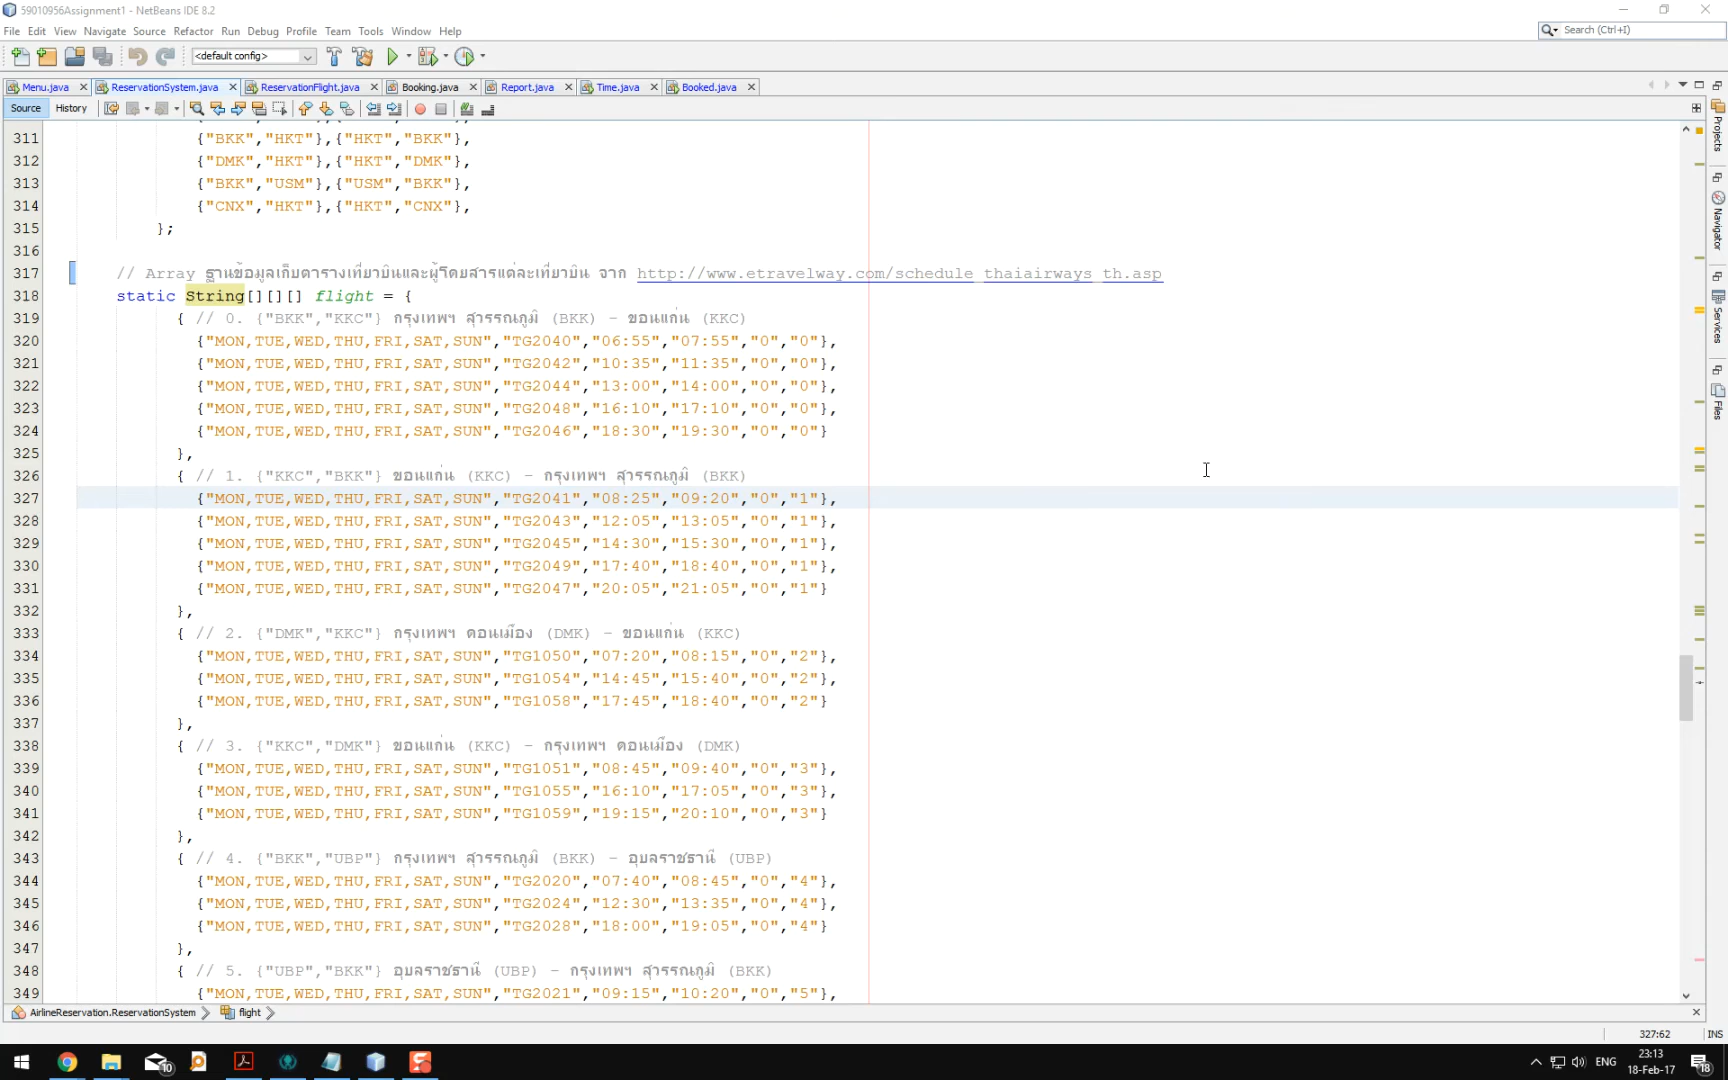 59010956Assignment1 - NetBeans IDE 8.2
File Edit View Navigate Source Refactor Run Debug Profile Team Tools Window Help
Search (Ctrl+I)
<default config>
Menu.java ReservationSystem.java ReservationFlight.java Booking.java Report.java Time.java Booked.java
Source History
311 {"BKK","HKT"},{"HKT","BKK"},
312 {"DMK","HKT"},{"HKT","DMK"},
313 {"BKK","USM"},{"USM","BKK"},
314 {"CNX","HKT"},{"HKT","CNX"},
315 };
316
317 // Array ฐานข้อมูลเก็บตารางเที่ยวบินและผู้โดยสารแต่ละเที่ยวบิน จาก http://www.etravelway.com/schedule_thaiairways_th.asp
318 static String[][][] flight = {
319 { // 0. {"BKK","KKC"} กรุงเทพฯ สุวรรณภูมิ (BKK) - ขอนแก่น (KKC)
320 {"MON,TUE,WED,THU,FRI,SAT,SUN","TG2040","06:55","07:55","0","0"},
321 {"MON,TUE,WED,THU,FRI,SAT,SUN","TG2042","10:35","11:35","0","0"},
322 {"MON,TUE,WED,THU,FRI,SAT,SUN","TG2044","13:00","14:00","0","0"},
323 {"MON,TUE,WED,THU,FRI,SAT,SUN","TG2048","16:10","17:10","0","0"},
324 {"MON,TUE,WED,THU,FRI,SAT,SUN","TG2046","18:30","19:30","0","0"}
325 },
326 { // 1. {"KKC","BKK"} ขอนแก่น (KKC) - กรุงเทพฯ สุวรรณภูมิ (BKK)
327 {"MON,TUE,WED,THU,FRI,SAT,SUN","TG2041","08:25","09:20","0","1"},
328 {"MON,TUE,WED,THU,FRI,SAT,SUN","TG2043","12:05","13:05","0","1"},
329 {"MON,TUE,WED,THU,FRI,SAT,SUN","TG2045","14:30","15:30","0","1"},
330 {"MON,TUE,WED,THU,FRI,SAT,SUN","TG2049","17:40","18:40","0","1"},
331 {"MON,TUE,WED,THU,FRI,SAT,SUN","TG2047","20:05","21:05","0","1"}
332 },
333 { // 2. {"DMK","KKC"} กรุงเทพฯ ดอนเมือง (DMK) - ขอนแก่น (KKC)
334 {"MON,TUE,WED,THU,FRI,SAT,SUN","TG1050","07:20","08:15","0","2"},
335 {"MON,TUE,WED,THU,FRI,SAT,SUN","TG1054","14:45","15:40","0","2"},
336 {"MON,TUE,WED,THU,FRI,SAT,SUN","TG1058","17:45","18:40","0","2"}
337 },
338 { // 3. {"KKC","DMK"} ขอนแก่น (KKC) - กรุงเทพฯ ดอนเมือง (DMK)
339 {"MON,TUE,WED,THU,FRI,SAT,SUN","TG1051","08:45","09:40","0","3"},
340 {"MON,TUE,WED,THU,FRI,SAT,SUN","TG1055","16:10","17:05","0","3"},
341 {"MON,TUE,WED,THU,FRI,SAT,SUN","TG1059","19:15","20:10","0","3"}
342 },
343 { // 4. {"BKK","UBP"} กรุงเทพฯ สุวรรณภูมิ (BKK) - อุบลราชธานี (UBP)
344 {"MON,TUE,WED,THU,FRI,SAT,SUN","TG2020","07:40","08:45","0","4"},
345 {"MON,TUE,WED,THU,FRI,SAT,SUN","TG2024","12:30","13:35","0","4"},
346 {"MON,TUE,WED,THU,FRI,SAT,SUN","TG2028","18:00","19:05","0","4"}
347 },
348 { // 5. {"UBP","BKK"} อุบลราชธานี (UBP) - กรุงเทพฯ สุวรรณภูมิ (BKK)
349 {"MON,TUE,WED,THU,FRI,SAT,SUN","TG2021","09:15","10:20","0","5"},
Projects
Navigator
Services
Files
AirlineReservation.ReservationSystem flight
327:62 INS
10
ENG
23:13
18-Feb-17
18